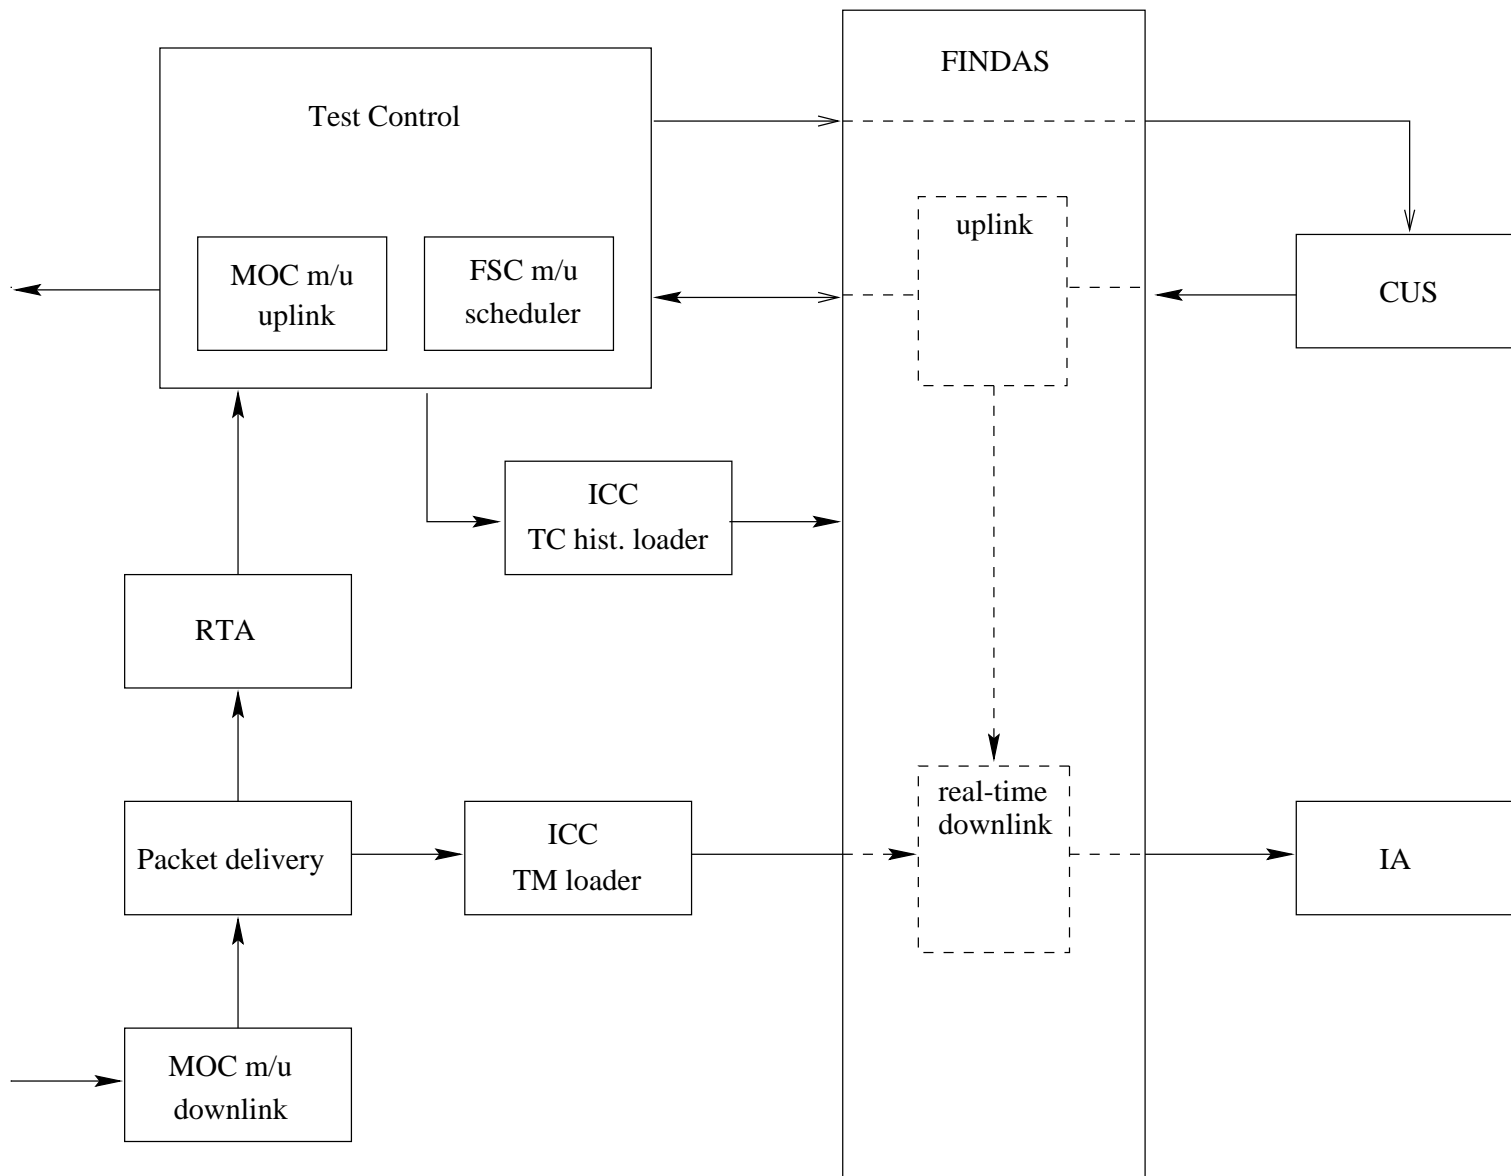 FINDAS
Test Control
uplink
MOC m/u
uplink
FSC m/u
scheduler
CUS
ICC
TC hist. loader
RTA
real-time
downlink
Packet delivery
ICC
TM loader
IA
MOC m/u
downlink